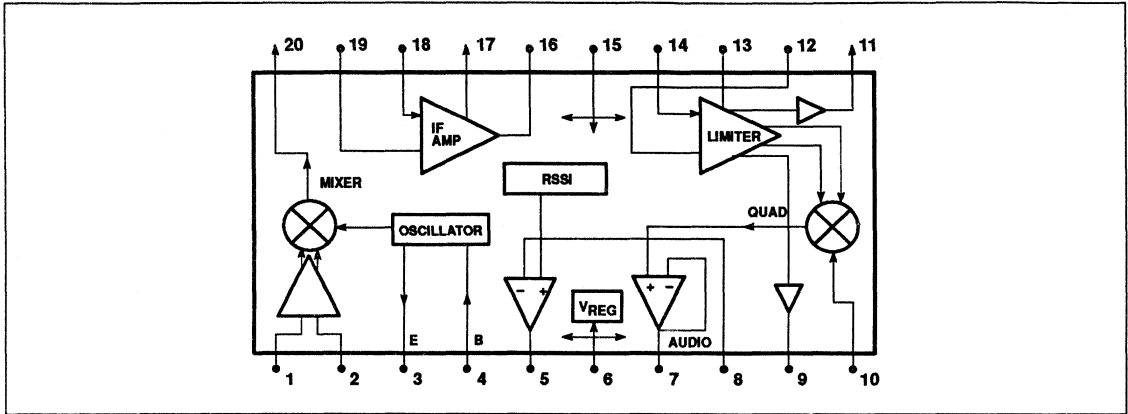 20 19 18 17 16 15 14 13 12 11
IF
AMP
LIMITER
RSSI
MIXER
QUAD
OSCILLATOR
− + + −
VREG
E B AUDIO
1 2 3 4 5 6 7 8 9 10